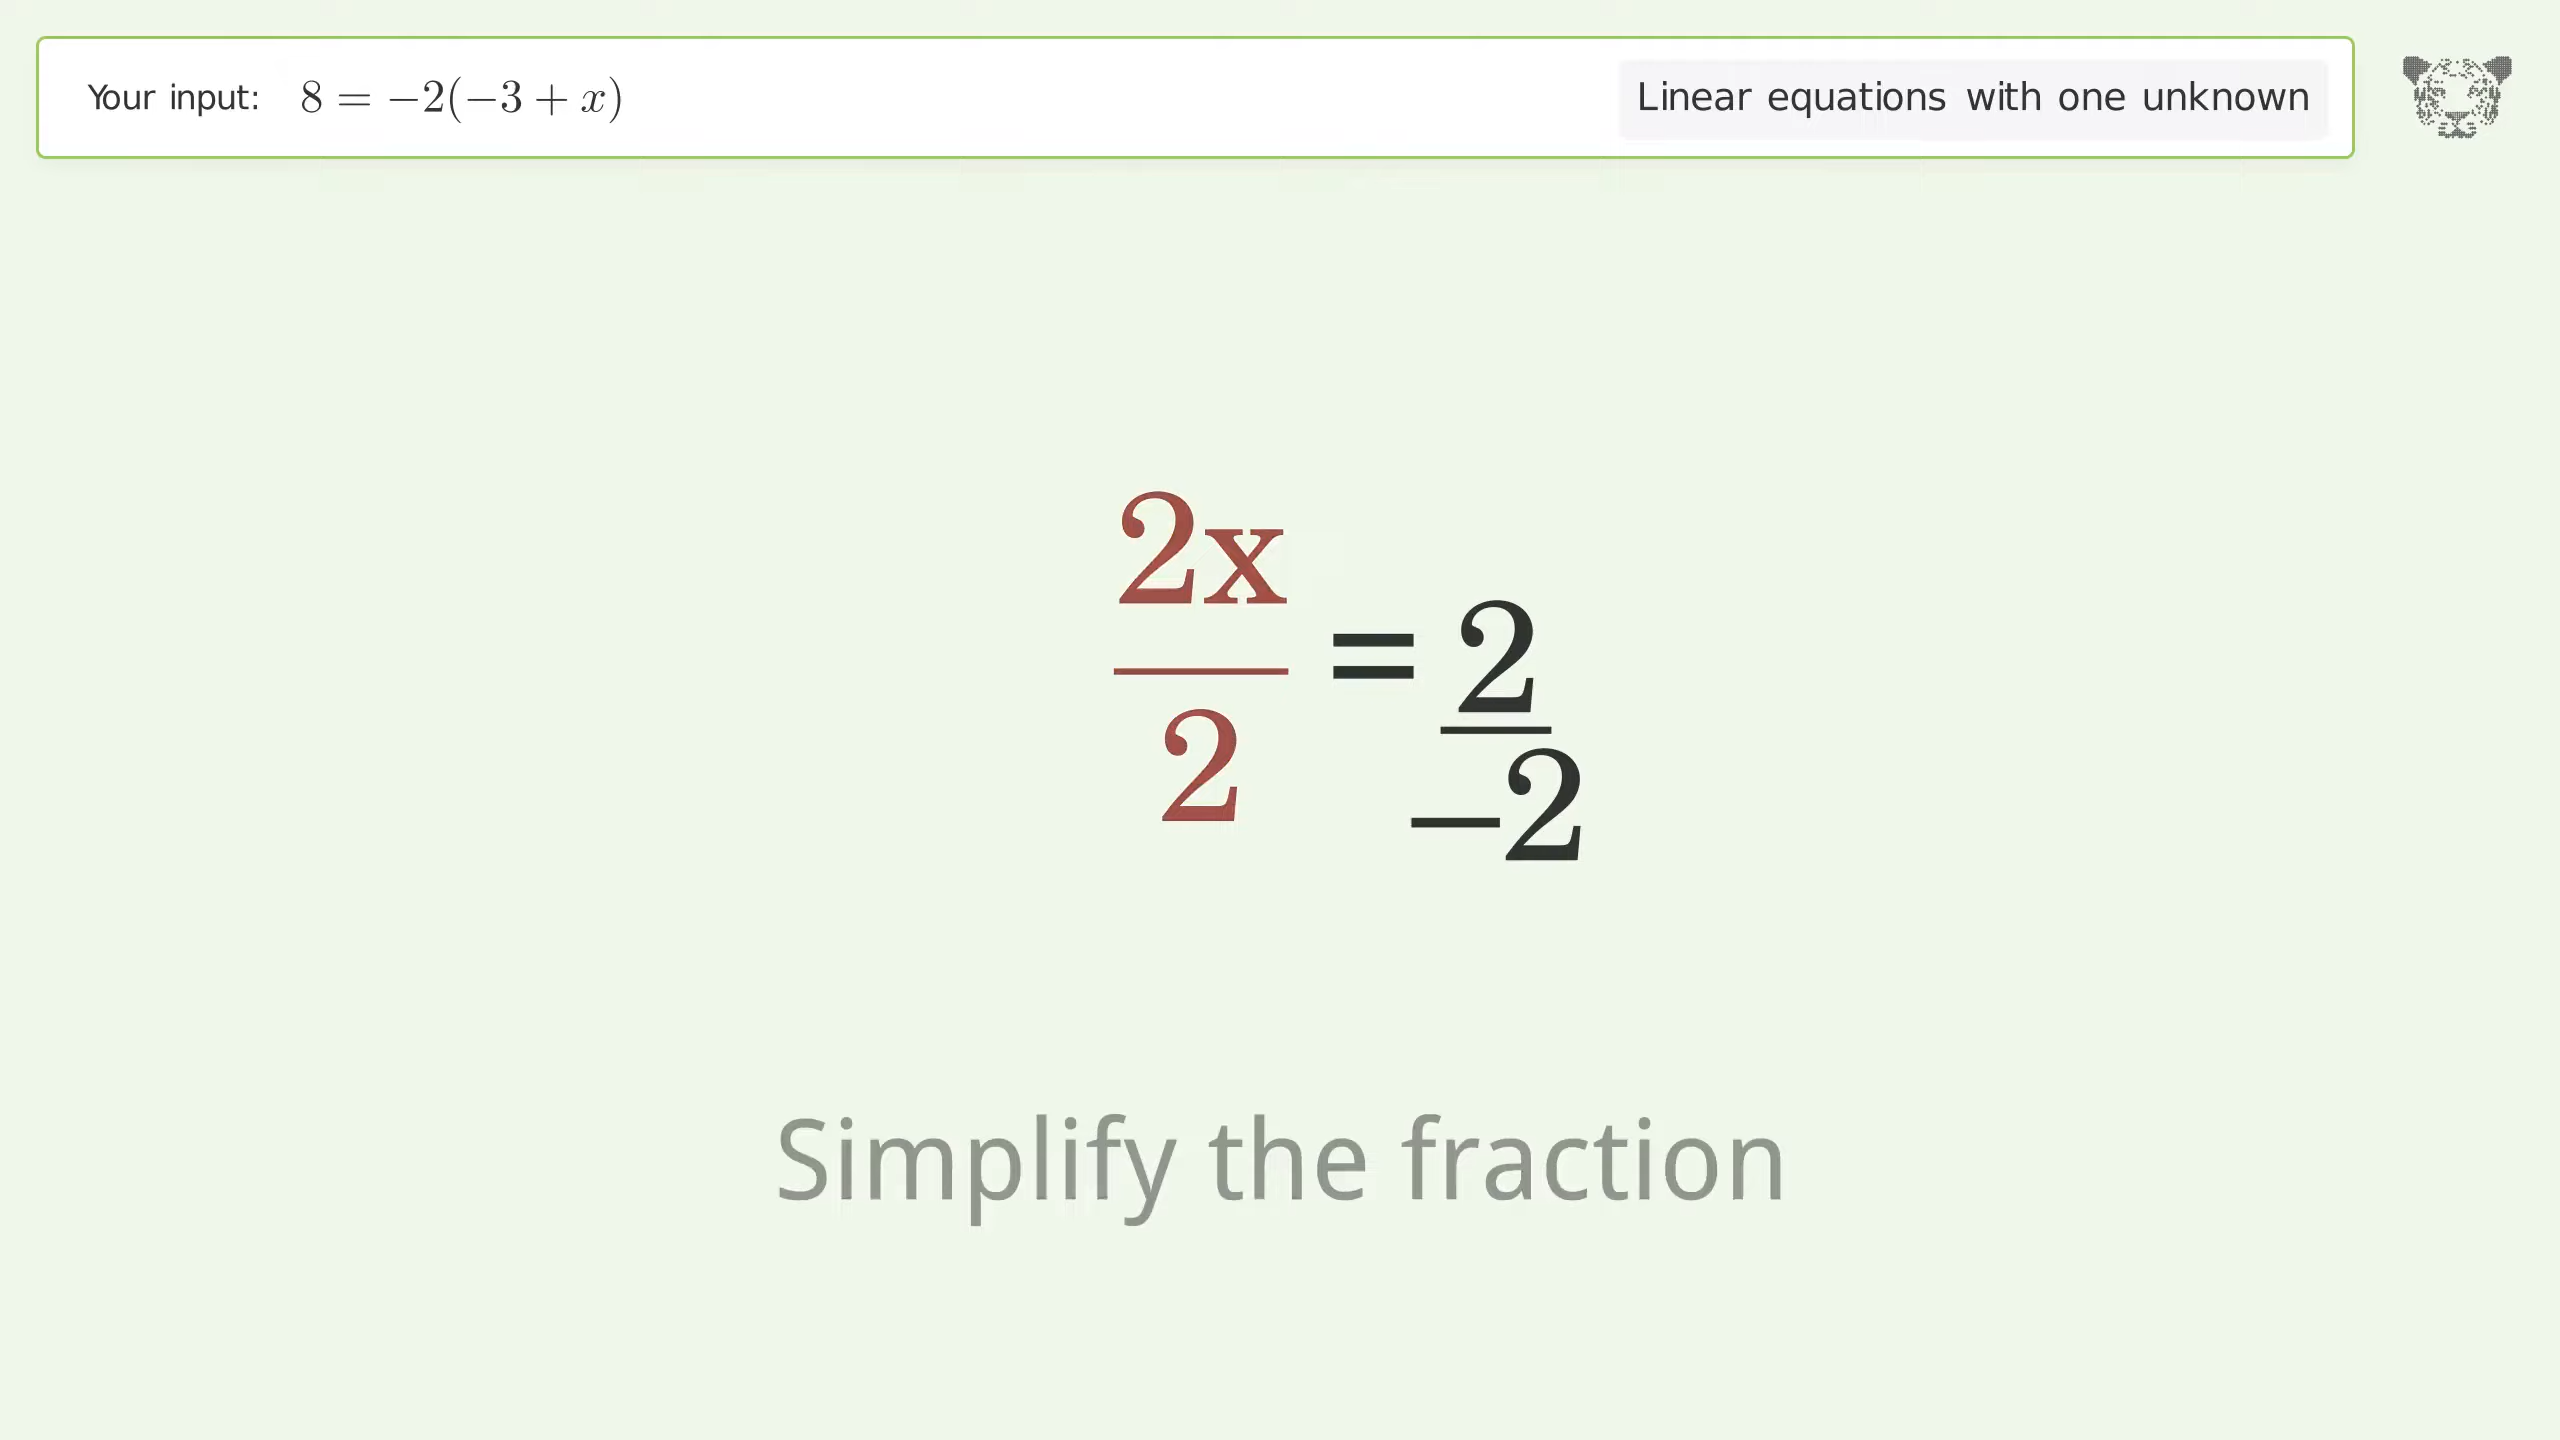 Your input: 8 = −2(−3 + x)
Linear equations with one unknown
2x
2
=
2
−2
Simplify the fraction